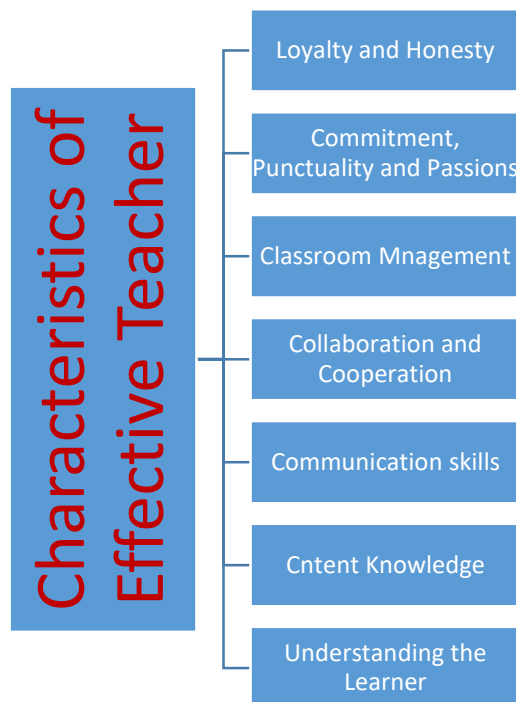 Characteristics of
Effective Teacher
Loyalty and Honesty
Commitment,
Punctuality and Passions
Classroom Mnagement
Collaboration and
Cooperation
Communication skills
Cntent Knowledge
Understanding the
Learner